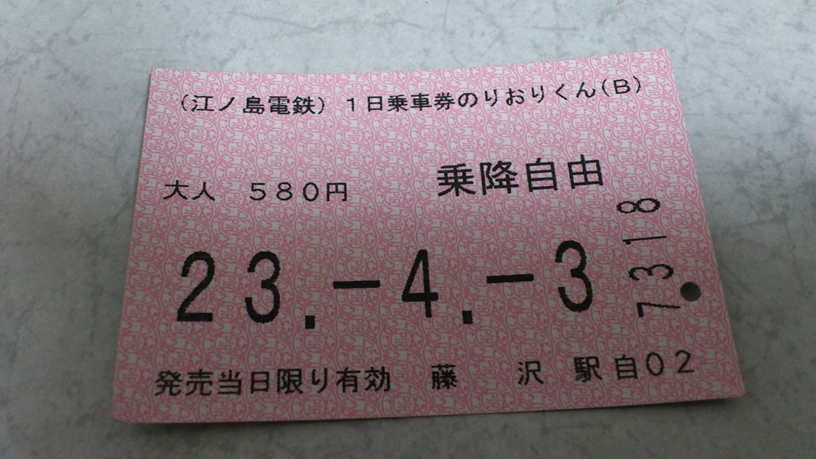 （江ノ島電鉄）１日乗車券のりおりくん（Ｂ）
大人　５８０円　乗降自由
２３．－４．－３
７３１８
発売当日限り有効　藤　沢　駅自０２